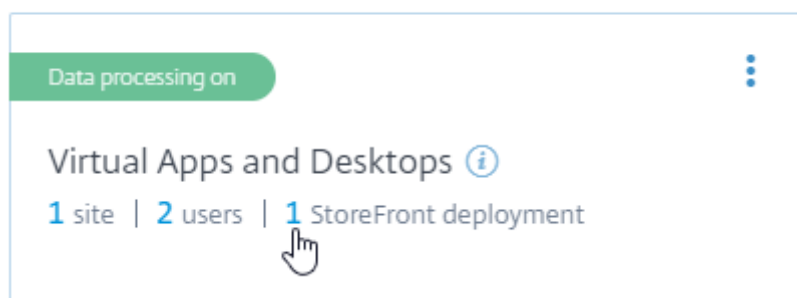 Data processing on
Virtual Apps and Desktops i
1 site | 2 users | 1 StoreFront deployment